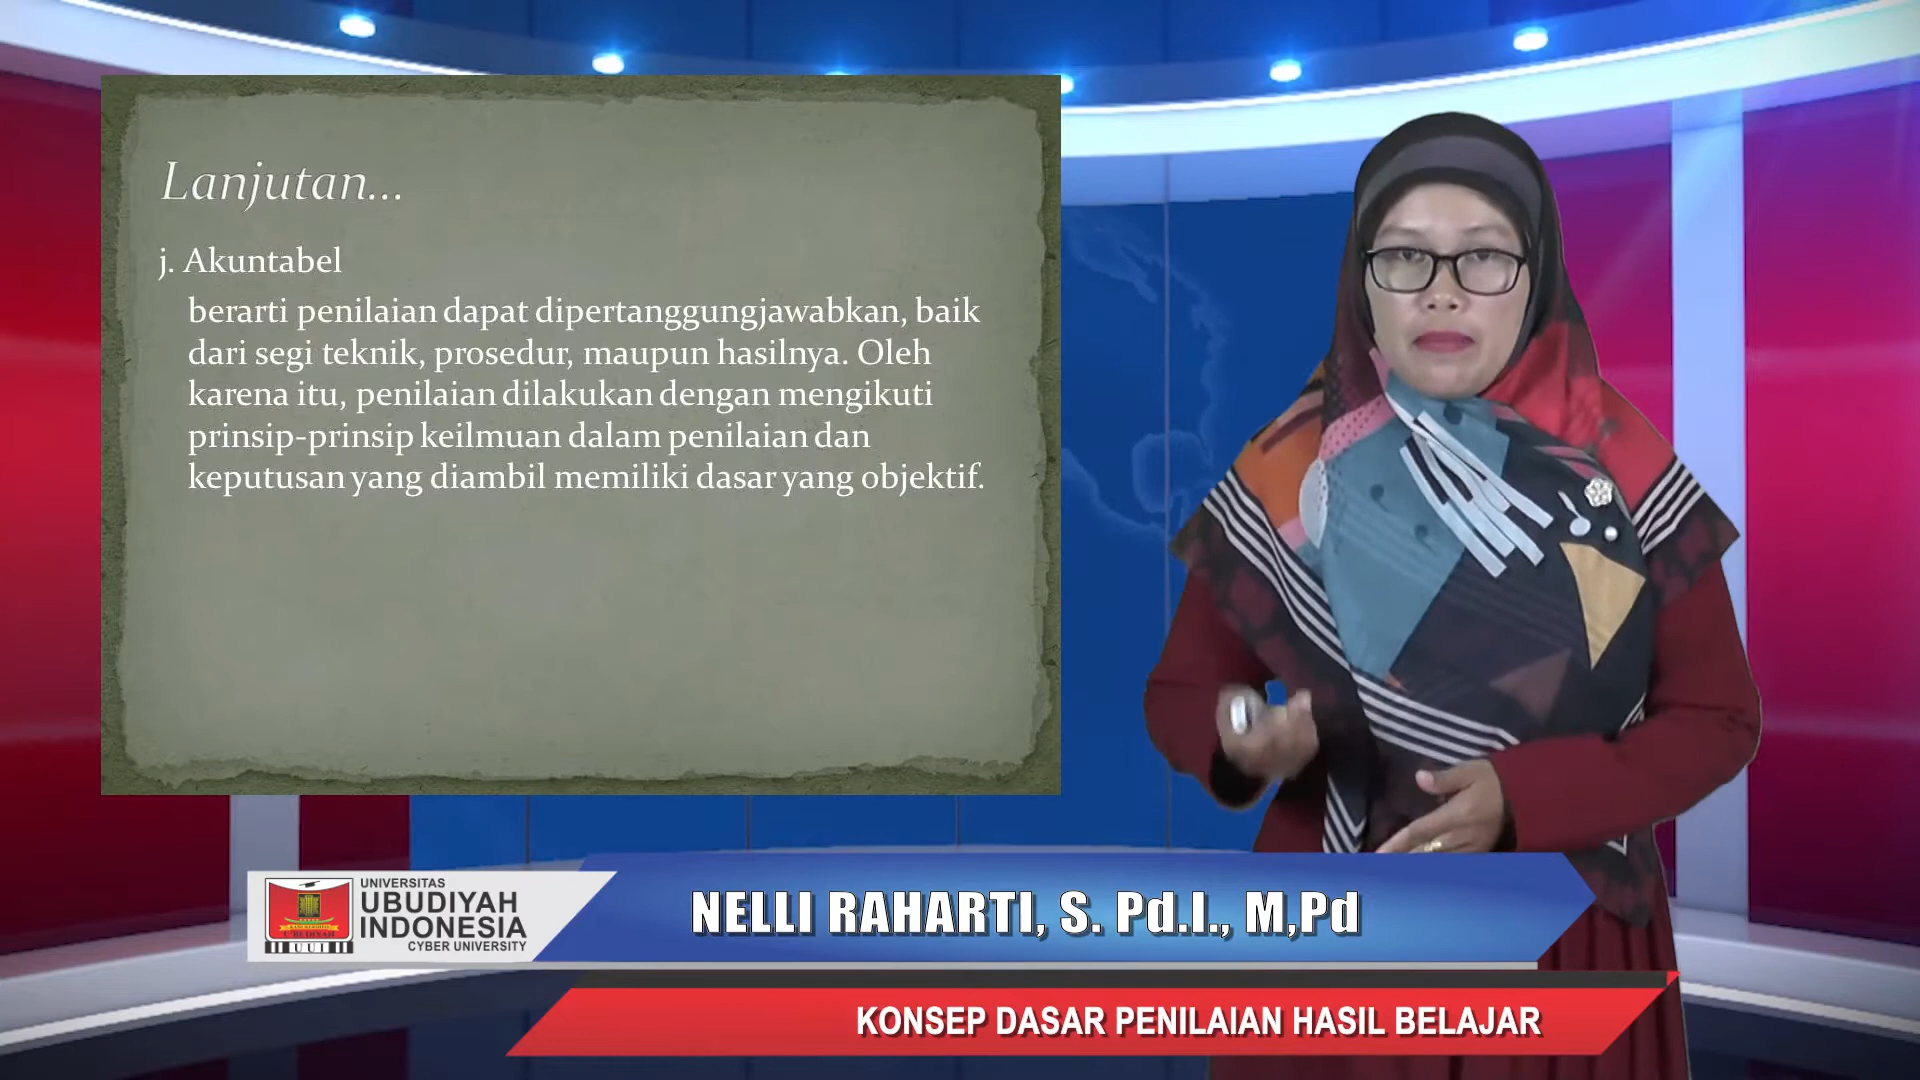 Lanjutan...
j. Akuntabel
berarti penilaian dapat dipertanggungjawabkan, baik
dari segi teknik, prosedur, maupun hasilnya. Oleh
karena itu, penilaian dilakukan dengan mengikuti
prinsip-prinsip keilmuan dalam penilaian dan
keputusan yang diambil memiliki dasar yang objektif.
UNIVERSITAS
UBUDIYAH
INDONESIA
CYBER UNIVERSITY
UUI
NELLI RAHARTI, S. Pd.I., M,Pd
KONSEP DASAR PENILAIAN HASIL BELAJAR